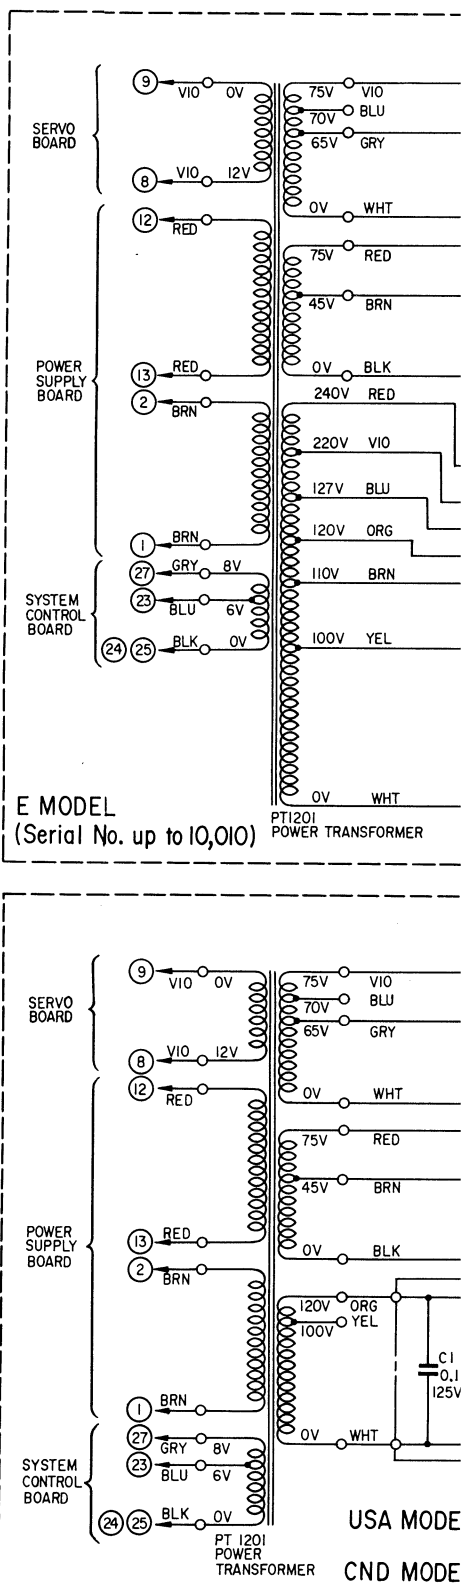 9 VIO 0V 75V VIO
70V BLU
65V GRY
SERVO
BOARD
8 VIO 12V
12 RED 0V WHT
75V RED
45V BRN
POWER
SUPPLY
BOARD
13 RED 0V BLK
2 BRN 240V RED
220V VIO
127V BLU
120V ORG
1 BRN
27 GRY 8V 110V BRN
SYSTEM
CONTROL
BOARD
23 BLU 6V
24 25 BLK 0V 100V YEL
0V WHT
E MODEL
(Serial No. up to 10,010)
PT1201
POWER TRANSFORMER
9 VIO 0V 75V VIO
70V BLU
65V GRY
SERVO
BOARD
8 VIO 12V
12 RED 0V WHT
75V RED
45V BRN
POWER
SUPPLY
BOARD
13 RED 0V BLK
2 BRN 120V ORG
100V YEL
C1
0.1
125V
1 BRN
27 GRY 8V 0V WHT
SYSTEM
CONTROL
BOARD
23 BLU 6V
24 25 BLK 0V
PT 1201
POWER
TRANSFORMER
USA MODE
CND MODE